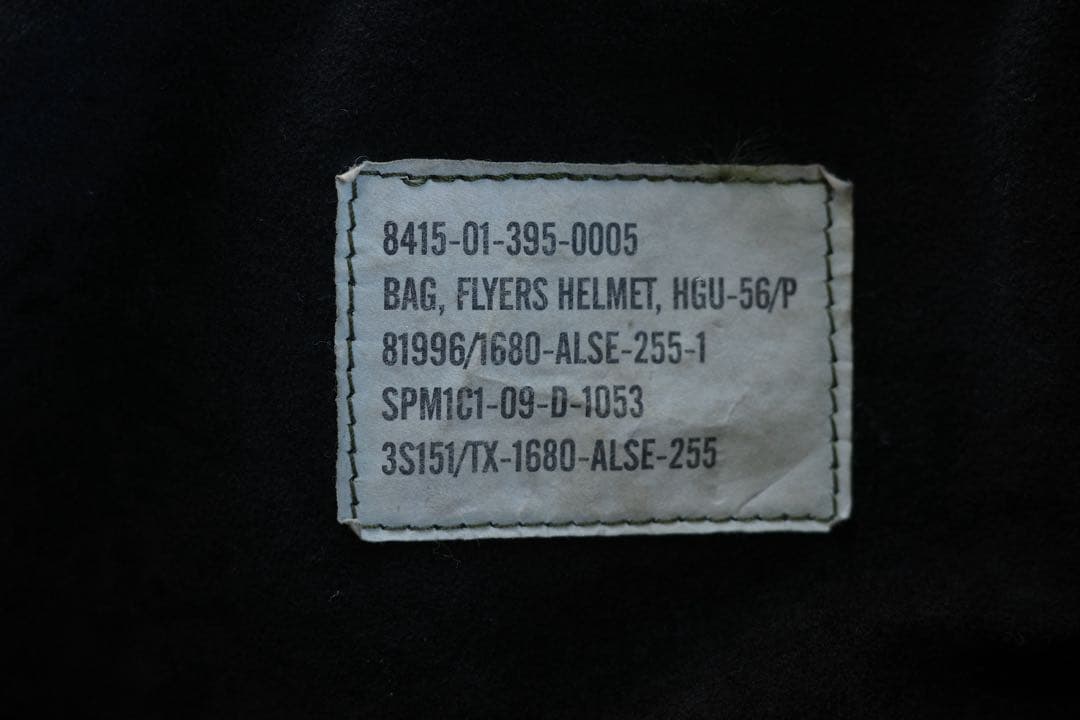 8415-01-395-0005
BAG, FLYERS HELMET, HGU-56/P
81996/1680-ALSE-255-1
SPM1C1-09-D-1053
3S151/TX-1680-ALSE-255